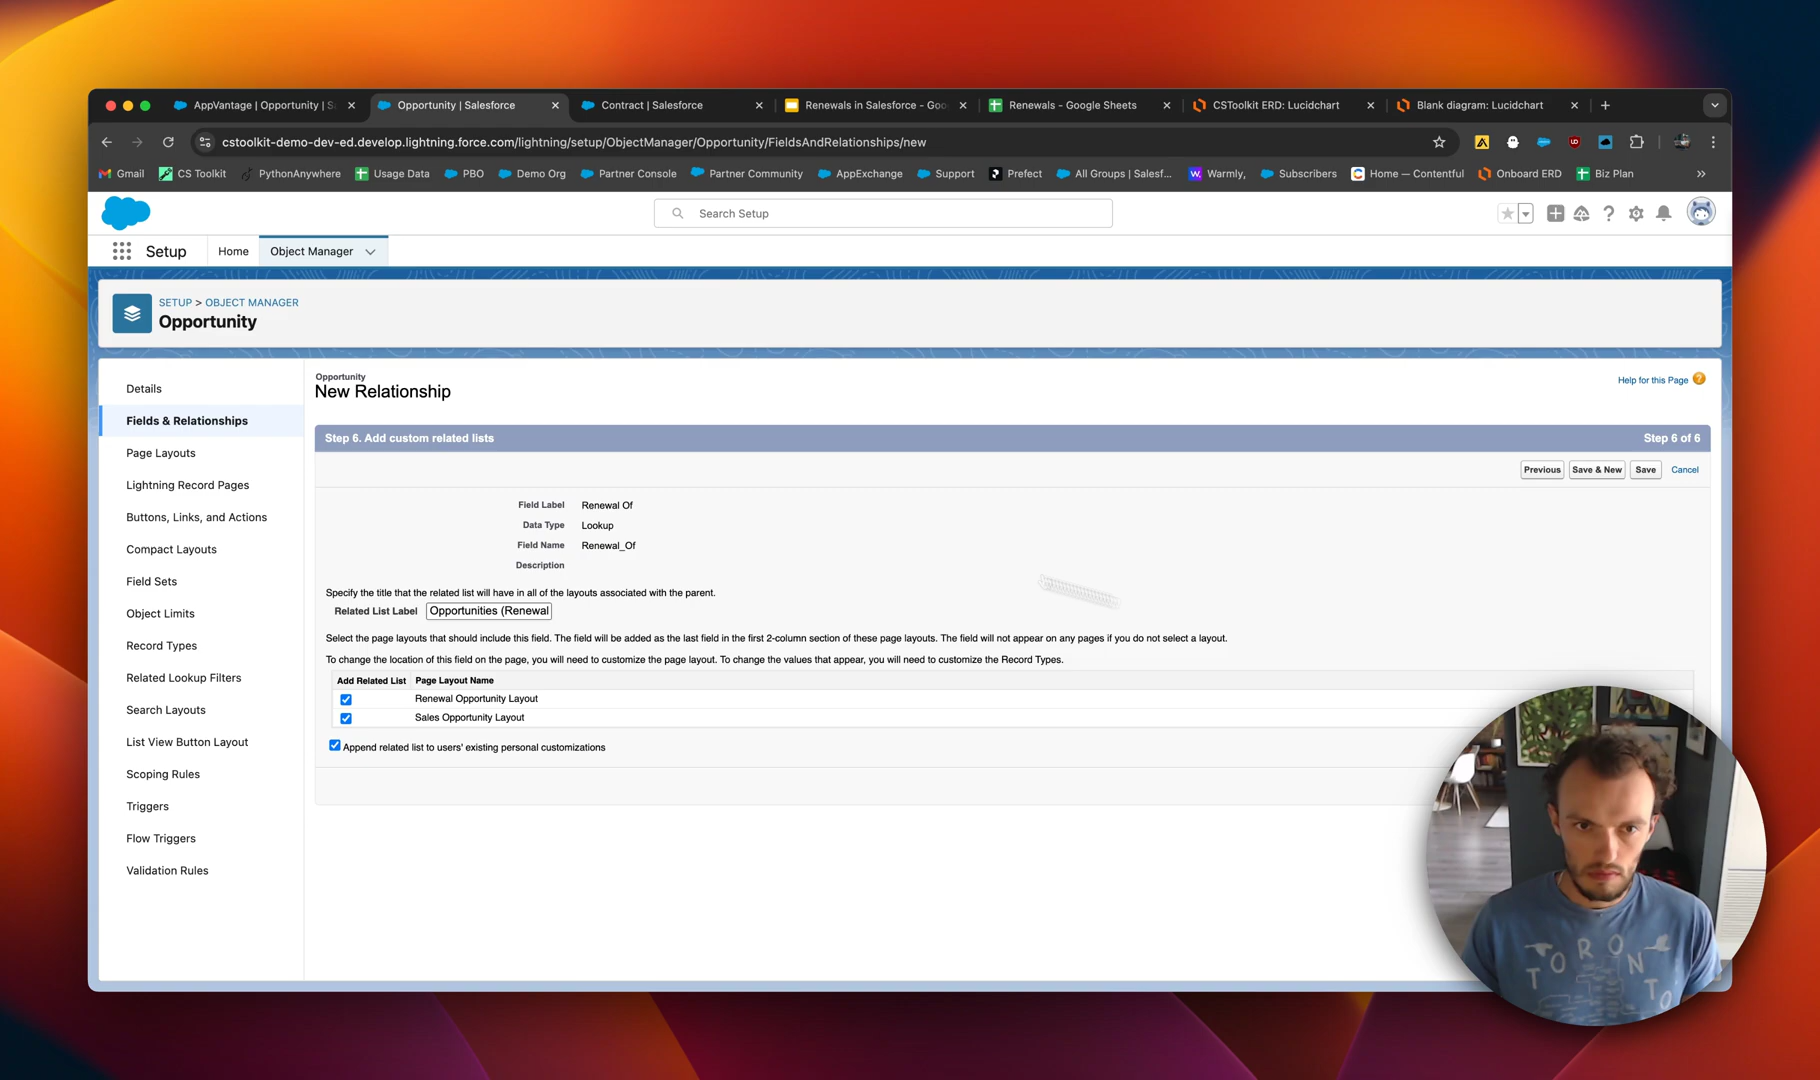 AppVantage | Opportunity | S
Opportunity | Salesforce
Contract | Salesforce
Renewals in Salesforce - Goo
Renewals - Google Sheets
CSToolkit ERD: Lucidchart
Blank diagram: Lucidchart
cstoolkit-demo-dev-ed.develop.lightning.force.com/lightning/setup/ObjectManager/Opportunity/FieldsAndRelationships/new
Gmail
CS Toolkit
PythonAnywhere
Usage Data
PBO
Demo Org
Partner Console
Partner Community
AppExchange
Support
Prefect
All Groups | Salesf...
Warmly,
Subscribers
Home — Contentful
Onboard ERD
Biz Plan
Search Setup
Setup
Home
Object Manager
SETUP > OBJECT MANAGER
Opportunity
Details
Fields & Relationships
Page Layouts
Lightning Record Pages
Buttons, Links, and Actions
Compact Layouts
Field Sets
Object Limits
Record Types
Related Lookup Filters
Search Layouts
List View Button Layout
Scoping Rules
Triggers
Flow Triggers
Validation Rules
Opportunity
New Relationship
Help for this Page ?
Step 6. Add custom related lists
Step 6 of 6
Previous
Save & New
Save
Cancel
Field Label Renewal Of
Data Type Lookup
Field Name Renewal_Of
Description
Specify the title that the related list will have in all of the layouts associated with the parent.
Related List Label Opportunities (Renewal
Select the page layouts that should include this field. The field will be added as the last field in the first 2-column section of these page layouts. The field will not appear on any pages if you do not select a layout.
To change the location of this field on the page, you will need to customize the page layout. To change the values that appear, you will need to customize the Record Types.
Add Related List Page Layout Name
Renewal Opportunity Layout
Sales Opportunity Layout
Append related list to users' existing personal customizations
TORONTO
TO